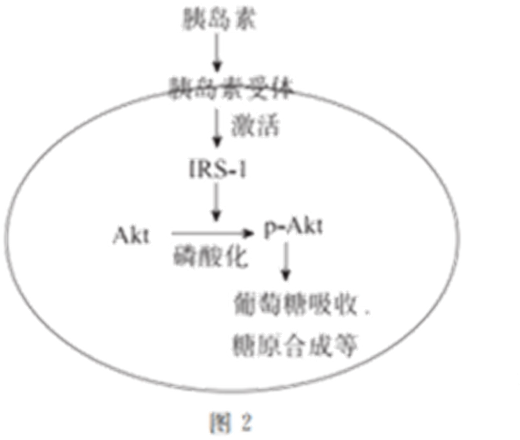 胰岛素
胰岛素受体
激活
IRS-1
Akt
p-Akt
磷酸化
葡萄糖吸收.
糖原合成等
图 2